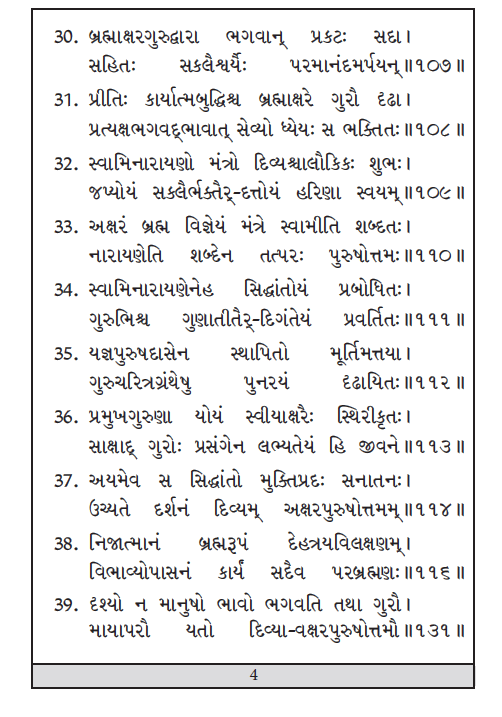 30. બ્રહ્માક્ષરગુરુદ્વારા ભગવાન્ પ્રકટઃ સદા।
સહિતઃ સકલૈશ્વર્યૈઃ પરમાનંદમર્પયન્॥૧૦૭॥
31. પ્રીતિઃ કાર્યાત્મબુદ્ધિશ્ચ બ્રહ્માક્ષરે ગુરૌ દૃઢા।
પ્રત્યક્ષભગવદ્ભાવાત્ સેવ્યો ધ્યેયઃ સ ભક્તિતઃ॥૧૦૮॥
32. સ્વામિનારાયણો મંત્રો દિવ્યશ્ચાલૌકિકઃ શુભઃ।
જપ્યોયં સકલૈર્ભક્તૈર્-દત્તોયં હરિણા સ્વયમ્॥૧૦૯॥
33. અક્ષરં બ્રહ્મ વિજ્ઞેયં મંત્રે સ્વામીતિ શબ્દતઃ।
નારાયણેતિ શબ્દેન તત્પરઃ પુરુષોત્તમઃ॥૧૧૦॥
34. સ્વામિનારાયણેનેહ સિદ્ધાંતોયં પ્રબોધિતઃ।
ગુરુભિશ્ચ ગુણાતીતૈર્-દિગંતેયં પ્રવર્તિતઃ॥૧૧૧॥
35. યજ્ઞપુરુષદાસેન સ્થાપિતો મૂર્તિમત્તયા।
ગુરુચરિત્રગ્રંથેષુ પુનરયં દૃઢાયિતઃ॥૧૧૨॥
36. પ્રમુખગુરુણા યોયં સ્વીયાક્ષરૈઃ સ્થિરીકૃતઃ।
સાક્ષાદ્ ગુરોઃ પ્રસંગેન લભ્યતેયં હિ જીવને॥૧૧૩॥
37. અયમેવ સ સિદ્ધાંતો મુક્તિપ્રદઃ સનાતનઃ।
ઉચ્યતે દર્શનં દિવ્યમ્ અક્ષરપુરુષોત્તમમ્॥૧૧૪॥
38. નિજાત્માનં બ્રહ્મરૂપં દેહત્રયવિલક્ષણમ્।
વિભાવ્યોપાસનં કાર્યં સદૈવ પરબ્રહ્મણઃ॥૧૧૬॥
39. દૃશ્યો ન માનુષો ભાવો ભગવતિ તથા ગુરૌ।
માયાપરૌ યતો દિવ્યા-વક્ષરપુરુષોત્તમૌ॥૧૩૧॥
4